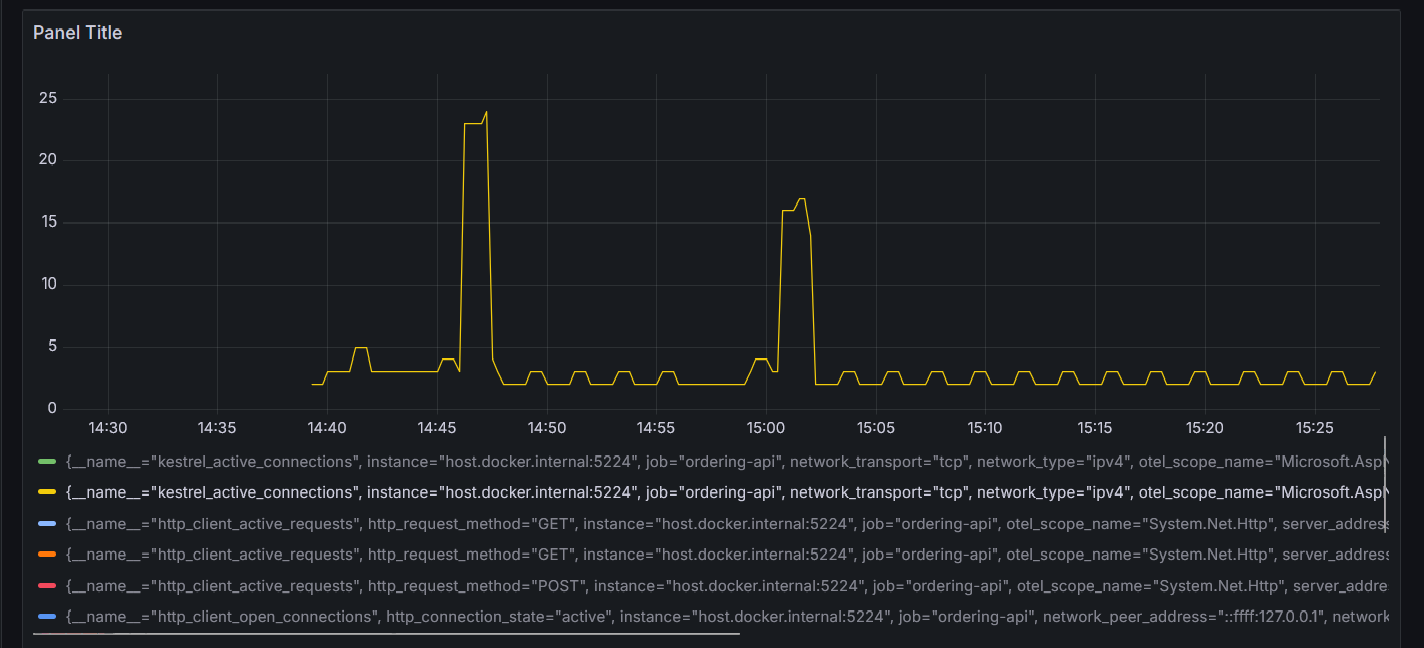 Panel Title
25
20
15
10
5
0
14:30 14:35 14:40 14:45 14:50 14:55 15:00 15:05 15:10 15:15 15:20 15:25
{__name__="kestrel_active_connections", instance="host.docker.internal:5224", job="ordering-api", network_transport="tcp", network_type="ipv4", otel_scope_name="Microsoft.Asp
{__name__="kestrel_active_connections", instance="host.docker.internal:5224", job="ordering-api", network_transport="tcp", network_type="ipv4", otel_scope_name="Microsoft.Asp
{__name__="http_client_active_requests", http_request_method="GET", instance="host.docker.internal:5224", job="ordering-api", otel_scope_name="System.Net.Http", server_address
{__name__="http_client_active_requests", http_request_method="GET", instance="host.docker.internal:5224", job="ordering-api", otel_scope_name="System.Net.Http", server_address
{__name__="http_client_active_requests", http_request_method="POST", instance="host.docker.internal:5224", job="ordering-api", otel_scope_name="System.Net.Http", server_addre
{__name__="http_client_open_connections", http_connection_state="active", instance="host.docker.internal:5224", job="ordering-api", network_peer_address="::ffff:127.0.0.1", network